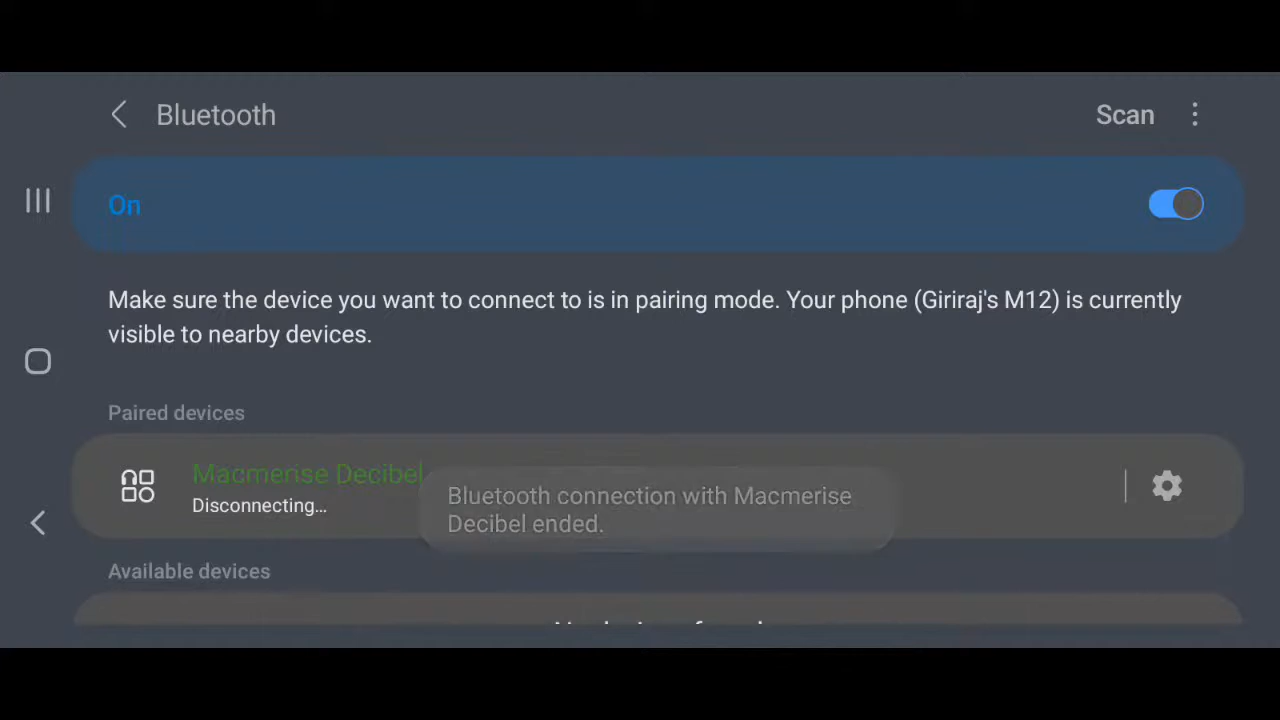 Bluetooth
Scan
On
Make sure the device you want to connect to is in pairing mode. Your phone (Giriraj's M12) is currently
visible to nearby devices.
Paired devices
Macmerise Decibel
Disconnecting...
Bluetooth connection with Macmerise
Decibel ended.
Available devices